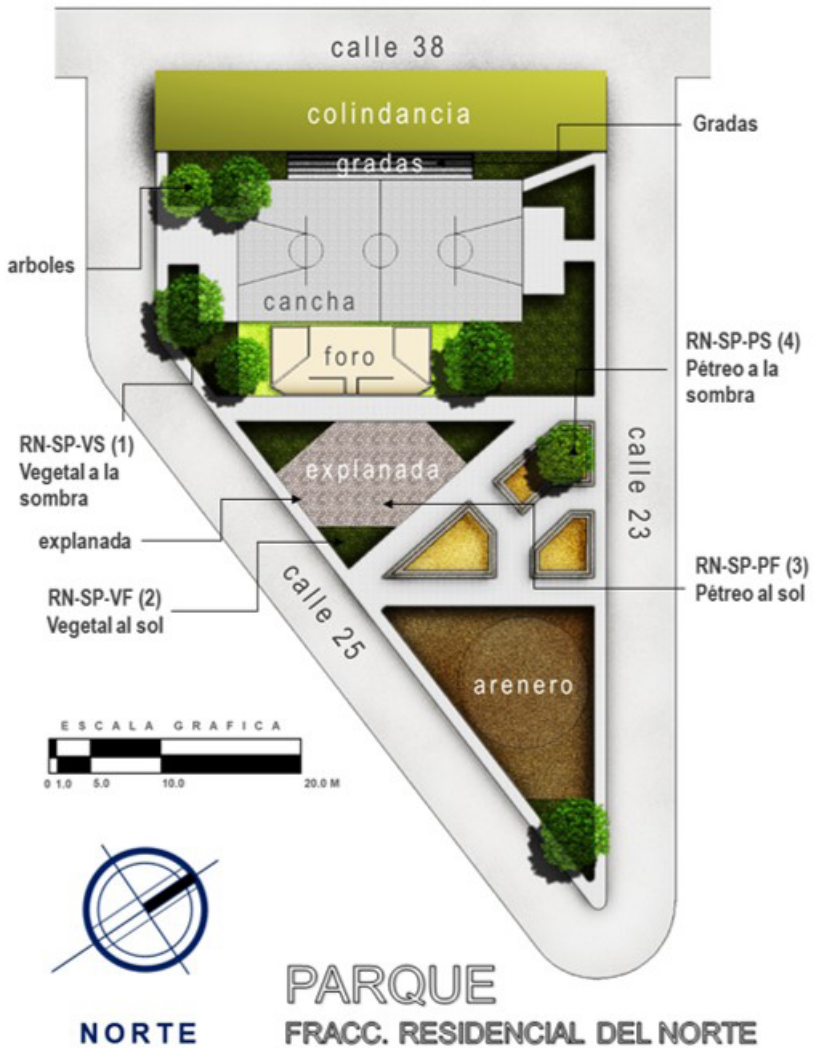 calle 38
colindancia
Gradas
gradas
arboles
cancha
foro
RN-SP-PS (4)
Pétreo a la
sombra
RN-SP-VS (1)
Vegetal a la
sombra
explanada
calle 23
explanada
RN-SP-PF (3)
Pétreo al sol
RN-SP-VF (2)
Vegetal al sol
calle 25
arenero
ESCALA GRAFICA
0 1.0 5.0 10.0 20.0 M
NORTE
PARQUE
FRACC. RESIDENCIAL DEL NORTE